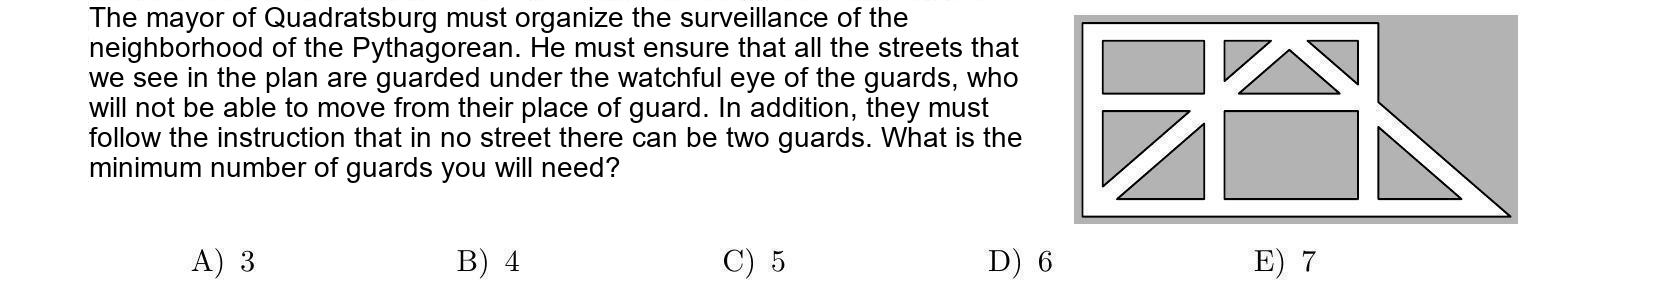 The mayor of Quadratsburg must organize the surveillance of the
neighborhood of the Pythagorean. He must ensure that all the streets that
we see in the plan are guarded under the watchful eye of the guards, who
will not be able to move from their place of guard. In addition, they must
follow the instruction that in no street there can be two guards. What is the
minimum number of guards you will need?
A) 3 B) 4 C) 5 D) 6 E) 7